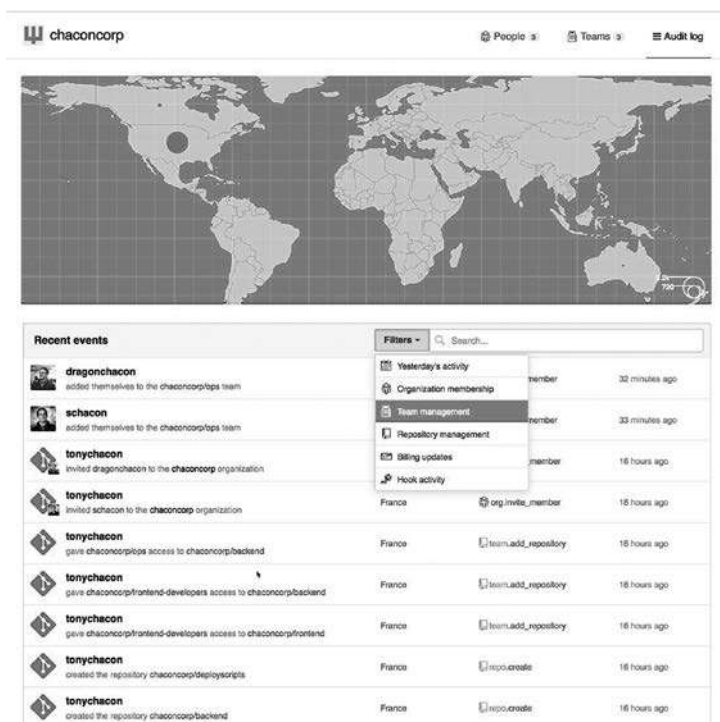 chaconcorp
People 3
Teams 3
Audit log
720
Recent events
Filters
Search...
Yesterday's activity
Organization membership
Team management
Repository management
Billing updates
Hook activity
dragonchacon
added themselves to the chaconcorp/ops team
member
32 minutes ago
schacon
added themselves to the chaconcorp/ops team
member
33 minutes ago
tonychacon
invited dragonchacon to the chaconcorp organization
member
16 hours ago
tonychacon
invited schacon to the chaconcorp organization
France
org.invite_member
16 hours ago
tonychacon
gave chaconcorp/ops access to chaconcorp/backend
France
team.add_repository
16 hours ago
tonychacon
gave chaconcorp/frontend-developers access to chaconcorp/backend
France
team.add_repository
16 hours ago
tonychacon
gave chaconcorp/frontend-developers access to chaconcorp/frontend
France
team.add_repository
16 hours ago
tonychacon
created the repository chaconcorp/deployscripts
France
repo.create
16 hours ago
tonychacon
created the repository chaconcorp/backend
France
repo.create
16 hours ago